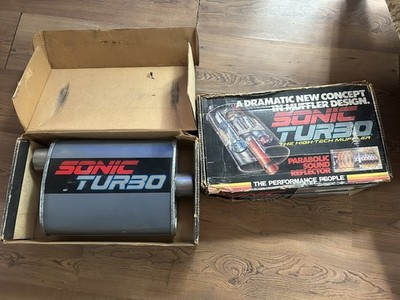 SONIC
TURBO
A DRAMATIC NEW CONCEPT
IN MUFFLER DESIGN.
SONIC
TURBO
THE HIGH TECH MUFFLER
PARABOLIC
SOUND
REFLECTOR
THE PERFORMANCE PEOPLE